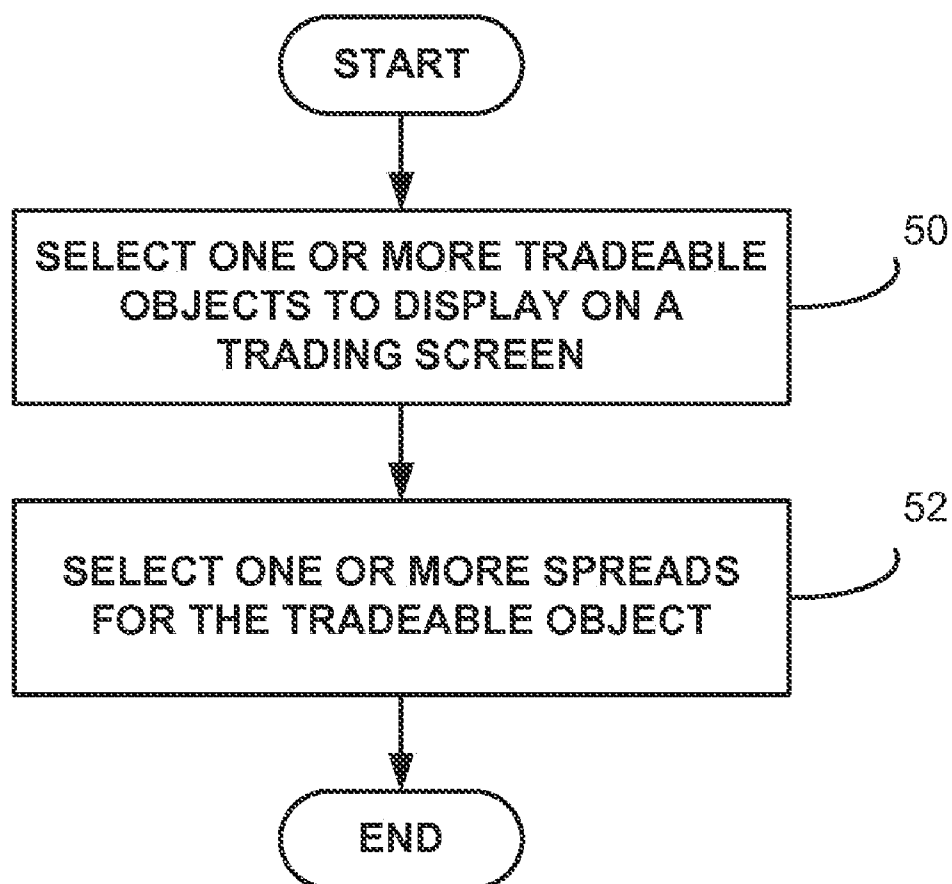 START
SELECT ONE OR MORE TRADEABLE
OBJECTS TO DISPLAY ON A
TRADING SCREEN
50
SELECT ONE OR MORE SPREADS
FOR THE TRADEABLE OBJECT
52
END